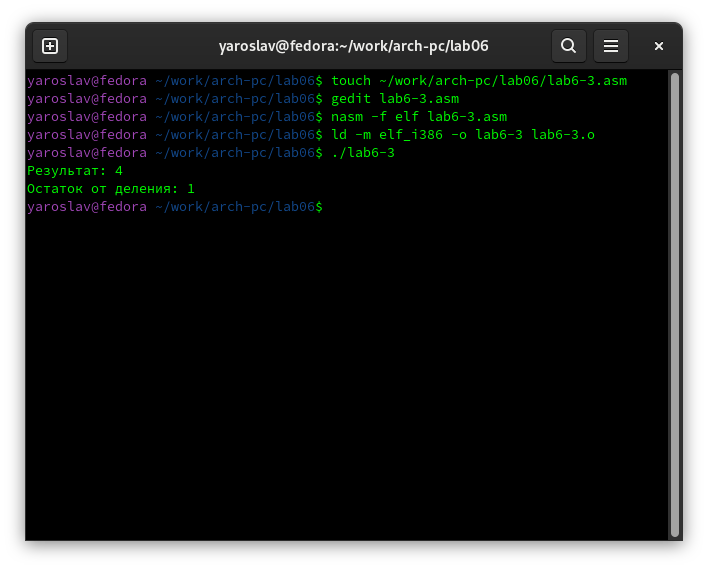 yaroslav@fedora:~/work/arch-pc/lab06
yaroslav@fedora ~/work/arch-pc/lab06$ touch ~/work/arch-pc/lab06/lab6-3.asm
yaroslav@fedora ~/work/arch-pc/lab06$ gedit lab6-3.asm
yaroslav@fedora ~/work/arch-pc/lab06$ nasm -f elf lab6-3.asm
yaroslav@fedora ~/work/arch-pc/lab06$ ld -m elf_i386 -o lab6-3 lab6-3.o
yaroslav@fedora ~/work/arch-pc/lab06$ ./lab6-3
Результат: 4
Остаток от деления: 1
yaroslav@fedora ~/work/arch-pc/lab06$